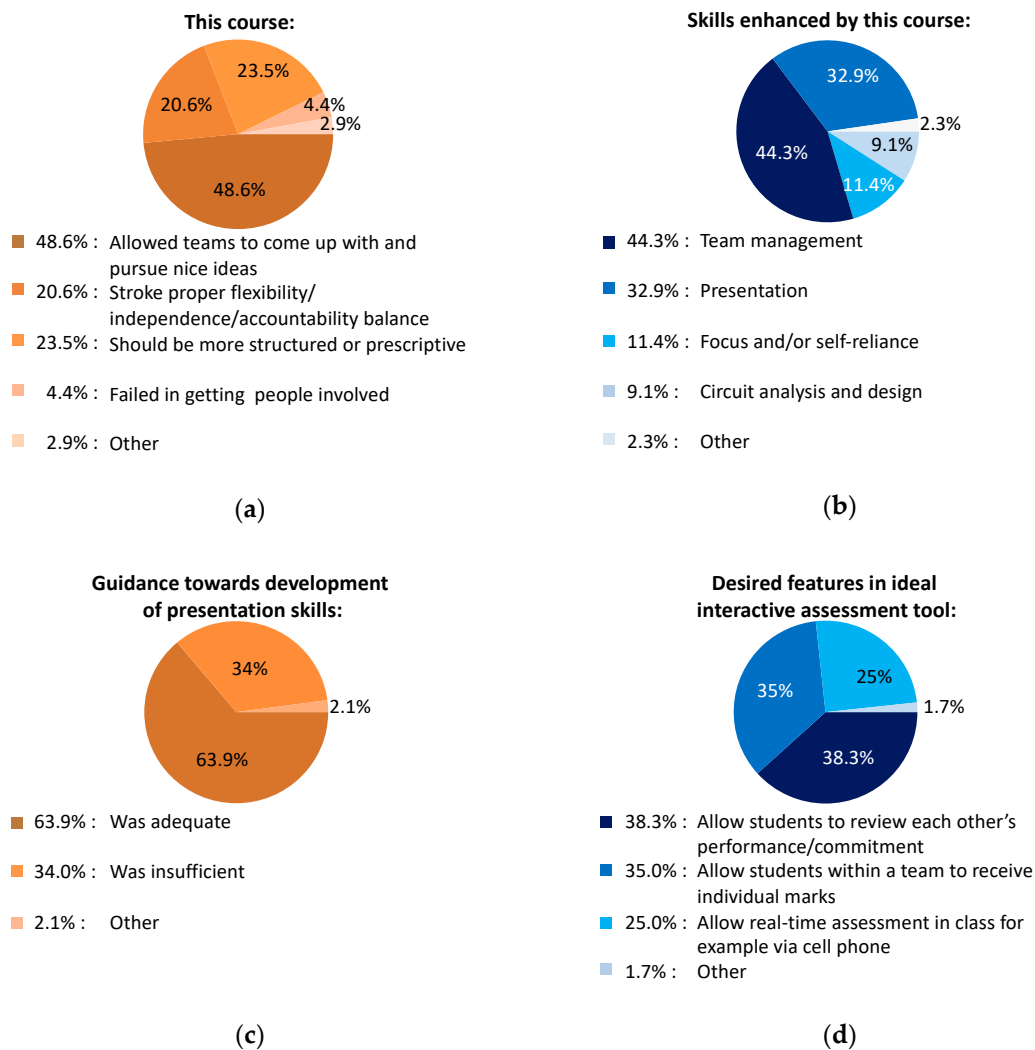 This course:
23.5%
4.4%
20.6%
2.9%
48.6%
48.6% : Allowed teams to come up with and
pursue nice ideas
20.6% : Stroke proper flexibility/
independence/accountability balance
23.5% : Should be more structured or prescriptive
4.4% : Failed in getting people involved
2.9% : Other
(a)
Skills enhanced by this course:
32.9%
2.3%
9.1%
44.3%
11.4%
44.3% : Team management
32.9% : Presentation
11.4% : Focus and/or self-reliance
9.1% : Circuit analysis and design
2.3% : Other
(b)
Guidance towards development
of presentation skills:
34%
2.1%
63.9%
63.9% : Was adequate
34.0% : Was insufficient
2.1% : Other
(c)
Desired features in ideal
interactive assessment tool:
25%
35%
1.7%
38.3%
38.3% : Allow students to review each other's
performance/commitment
35.0% : Allow students within a team to receive
individual marks
25.0% : Allow real-time assessment in class for
example via cell phone
1.7% : Other
(d)